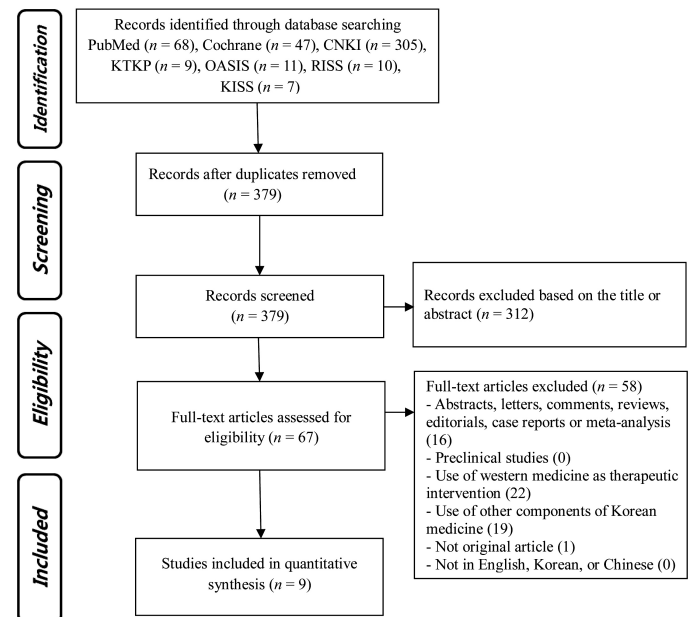 Identification
Records identified through database searching
PubMed (n = 68), Cochrane (n = 47), CNKI (n = 305),
KTKP (n = 9), OASIS (n = 11), RISS (n = 10),
KISS (n = 7)
Screening
Records after duplicates removed
(n = 379)
Records screened
(n = 379)
Records excluded based on the title or
abstract (n = 312)
Eligibility
Full-text articles assessed for
eligibility (n = 67)
Full-text articles excluded (n = 58)
- Abstracts, letters, comments, reviews,
editorials, case reports or meta-analysis
(16)
- Preclinical studies (0)
- Use of western medicine as therapeutic
intervention (22)
- Use of other components of Korean
medicine (19)
- Not original article (1)
- Not in English, Korean, or Chinese (0)
Included
Studies included in quantitative
synthesis (n = 9)